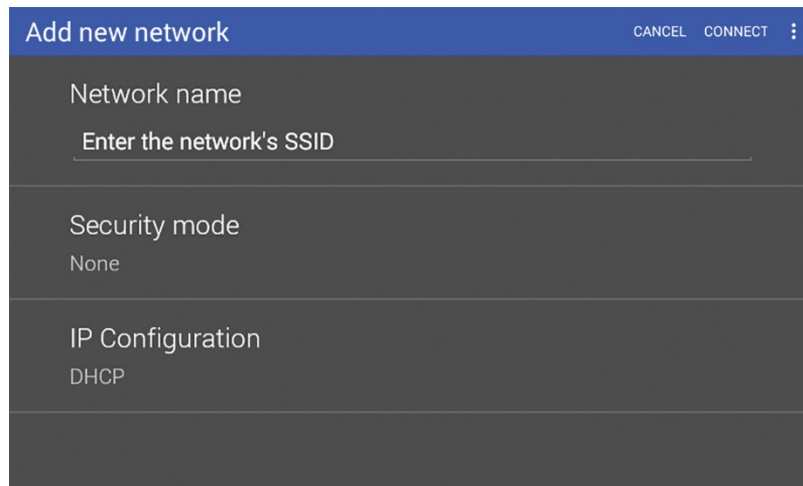 Add new network
CANCEL CONNECT
Network name
Enter the network's SSID
Security mode
None
IP Configuration
DHCP